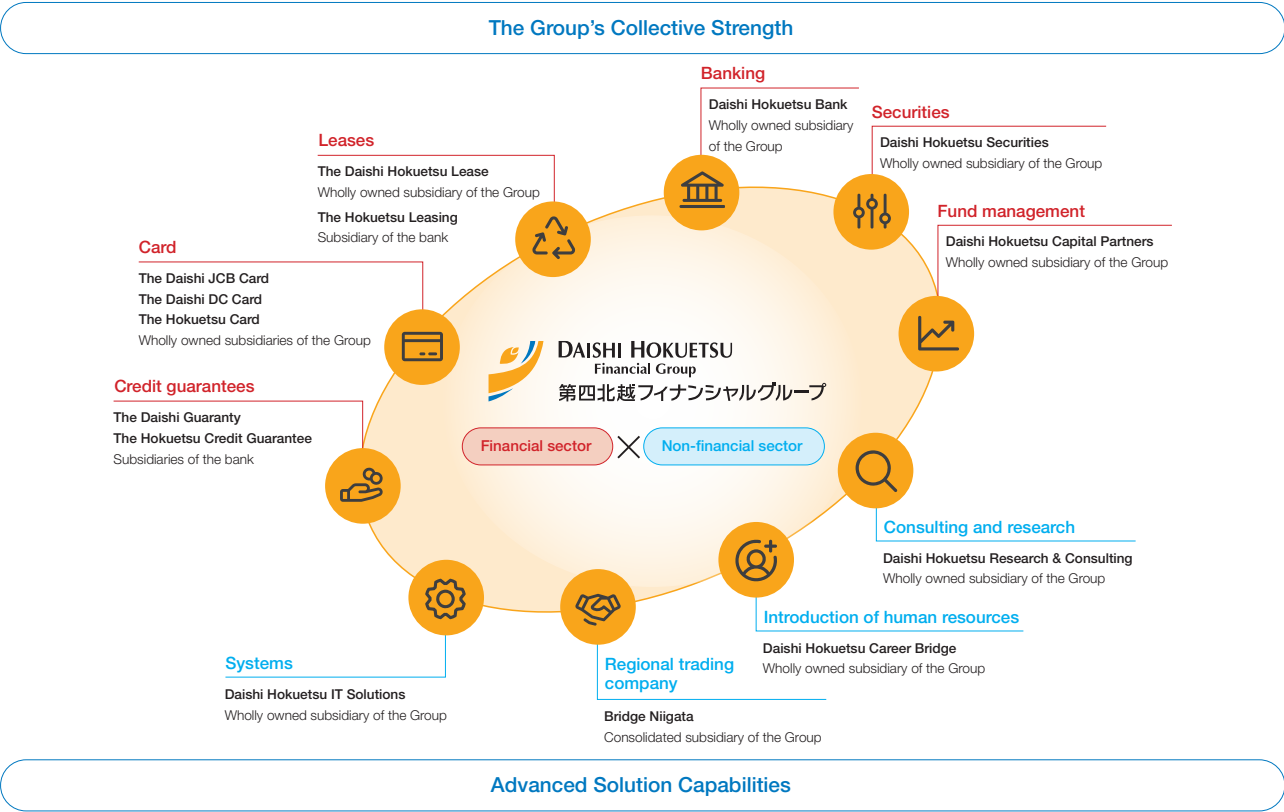 The Group's Collective Strength
Banking
Daishi Hokuetsu Bank
Wholly owned subsidiary
of the Group
Securities
Daishi Hokuetsu Securities
Wholly owned subsidiary of the Group
Leases
The Daishi Hokuetsu Lease
Wholly owned subsidiary of the Group
The Hokuetsu Leasing
Subsidiary of the bank
Fund management
Daishi Hokuetsu Capital Partners
Wholly owned subsidiary of the Group
Card
The Daishi JCB Card
The Daishi DC Card
The Hokuetsu Card
Wholly owned subsidiaries of the Group
DAISHI HOKUETSU
Financial Group
第四北越フィナンシャルグループ
Credit guarantees
The Daishi Guaranty
The Hokuetsu Credit Guarantee
Subsidiaries of the bank
Financial sector
Non-financial sector
Consulting and research
Daishi Hokuetsu Research & Consulting
Wholly owned subsidiary of the Group
Introduction of human resources
Daishi Hokuetsu Career Bridge
Wholly owned subsidiary of the Group
Regional trading
company
Bridge Niigata
Consolidated subsidiary of the Group
Systems
Daishi Hokuetsu IT Solutions
Wholly owned subsidiary of the Group
Advanced Solution Capabilities